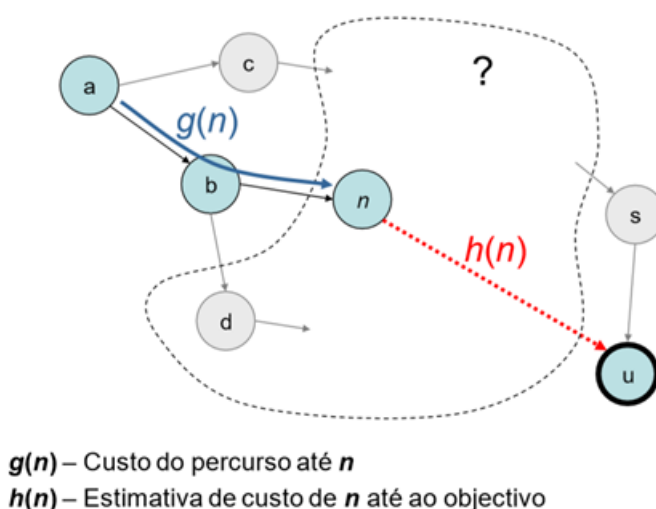 ?
c
a
g(n)
b
n
s
h(n)
d
u
g(n) – Custo do percurso até n
h(n) – Estimativa de custo de n até ao objectivo